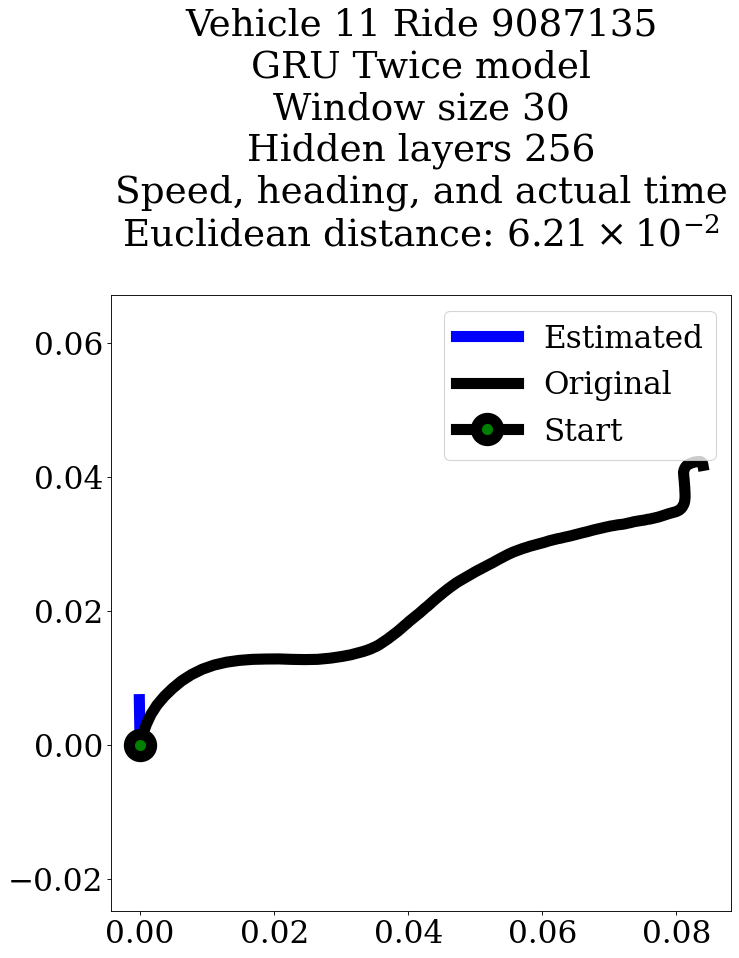 Vehicle 11 Ride 9087135
GRU Twice model
Window size 30
Hidden layers 256
Speed, heading, and actual time
Euclidean distance: 6.21 × 10⁻²
Estimated
Original
Start
0.06
0.04
0.02
0.00
−0.02
0.00 0.02 0.04 0.06 0.08